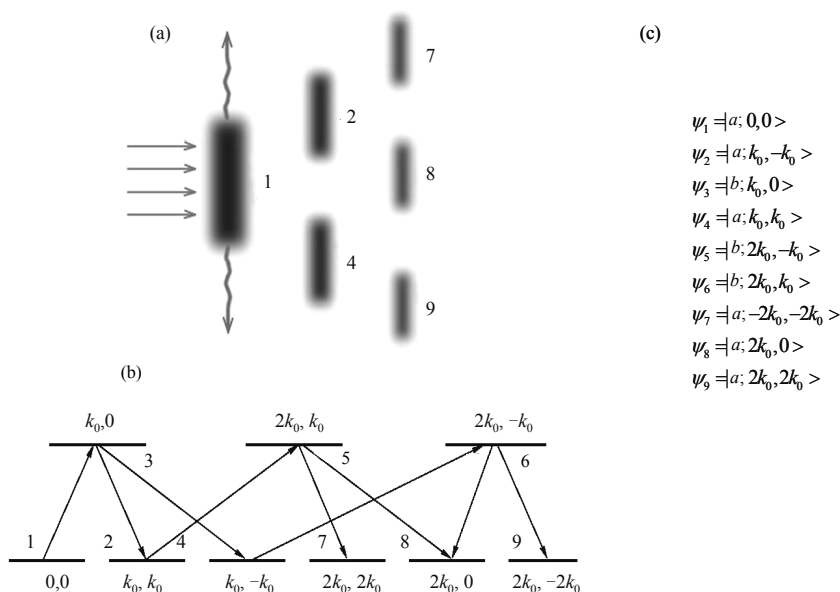 (a)
(c)
7
2
1
8
4
9
ψ₁ =|a; 0,0 >
ψ₂ =|a; k₀,−k₀ >
ψ₃ =|b; k₀,0 >
ψ₄ =|a; k₀,k₀ >
ψ₅ =|b; 2k₀,−k₀ >
ψ₆ =|b; 2k₀,k₀ >
ψ₇ =|a; −2k₀,−2k₀ >
ψ₈ =|a; 2k₀,0 >
ψ₉ =|a; 2k₀,2k₀ >
(b)
k₀,0
2k₀, k₀
2k₀, −k₀
3
5
6
1
2
4
7
8
9
0,0
k₀, k₀
k₀, −k₀
2k₀, 2k₀
2k₀, 0
2k₀, −2k₀